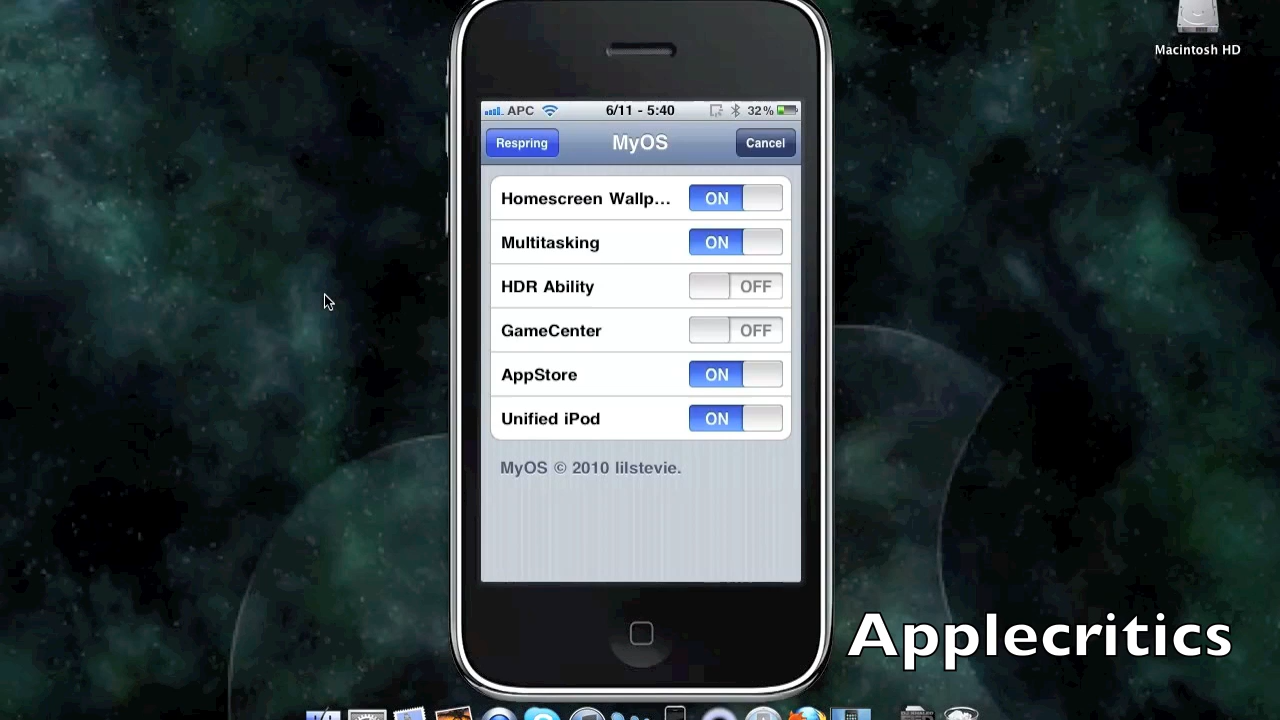 Macintosh HD
APC 6/11 - 5:40 32%
Respring MyOS Cancel
Homescreen Wallp... ON
Multitasking ON
HDR Ability OFF
GameCenter OFF
AppStore ON
Unified iPod ON
MyOS © 2010 lilstevie.
Applecritics